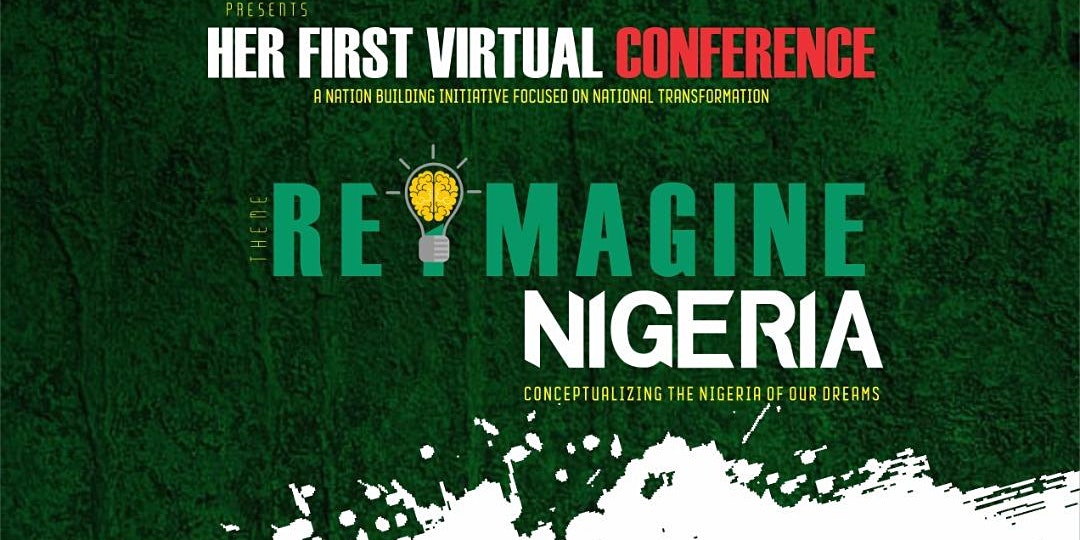 PRESENTS
HER FIRST VIRTUAL CONFERENCE
A NATION BUILDING INITIATIVE FOCUSED ON NATIONAL TRANSFORMATION
THEME
REIMAGINE
NIGERIA
CONCEPTUALIZING THE NIGERIA OF OUR DREAMS